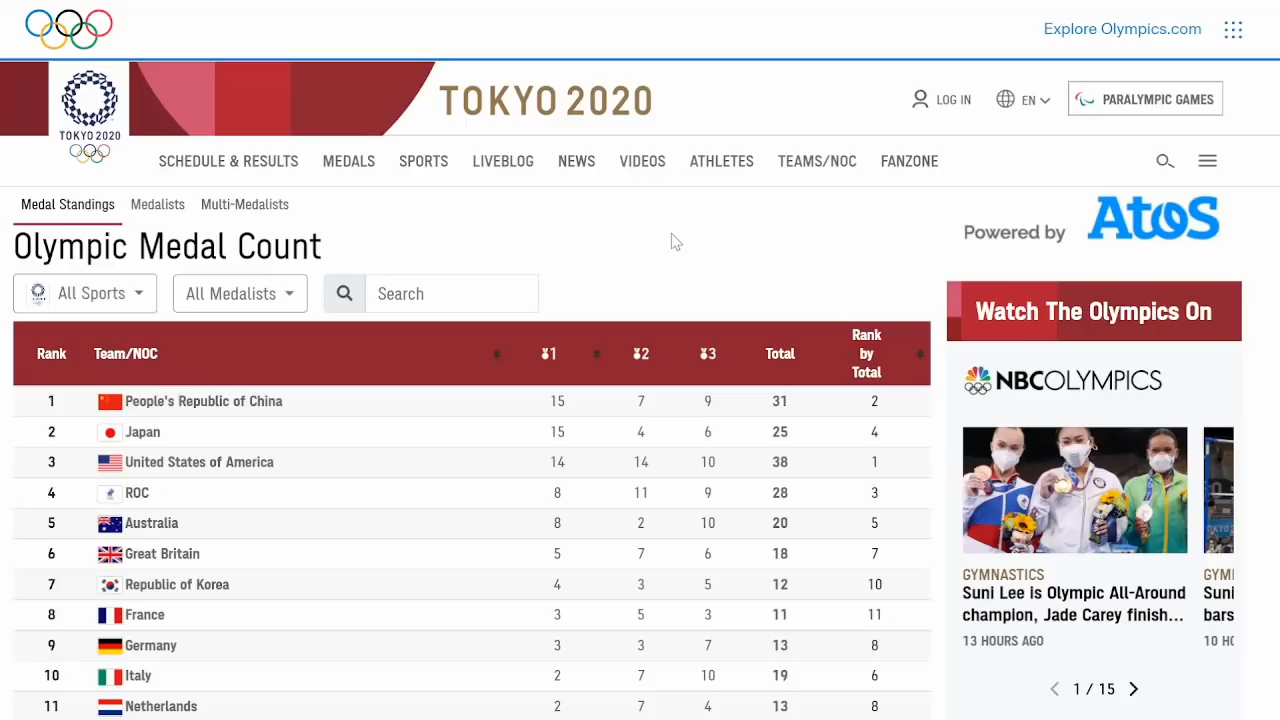 Explore Olympics.com
TOKYO 2020
TOKYO 2020
LOG IN
EN
PARALYMPIC GAMES
SCHEDULE & RESULTS MEDALS SPORTS LIVEBLOG NEWS VIDEOS ATHLETES TEAMS/NOC FANZONE
Medal Standings Medalists Multi-Medalists
Powered by Atos
Olympic Medal Count
All Sports All Medalists Search
Watch The Olympics On
Rank Team/NOC 1 2 3 Total Rank by Total
NBCOLYMPICS
1 People's Republic of China 15 7 9 31 2
2 Japan 15 4 6 25 4
3 United States of America 14 14 10 38 1
4 ROC 8 11 9 28 3
5 Australia 8 2 10 20 5
6 Great Britain 5 7 6 18 7
7 Republic of Korea 4 3 5 12 10
8 France 3 5 3 11 11
9 Germany 3 3 7 13 8
10 Italy 2 7 10 19 6
11 Netherlands 2 7 4 13 8
GYMNASTICS
Suni Lee is Olympic All-Around
champion, Jade Carey finish...
13 HOURS AGO
GYM
Suni
bars
10 HO
1 / 15